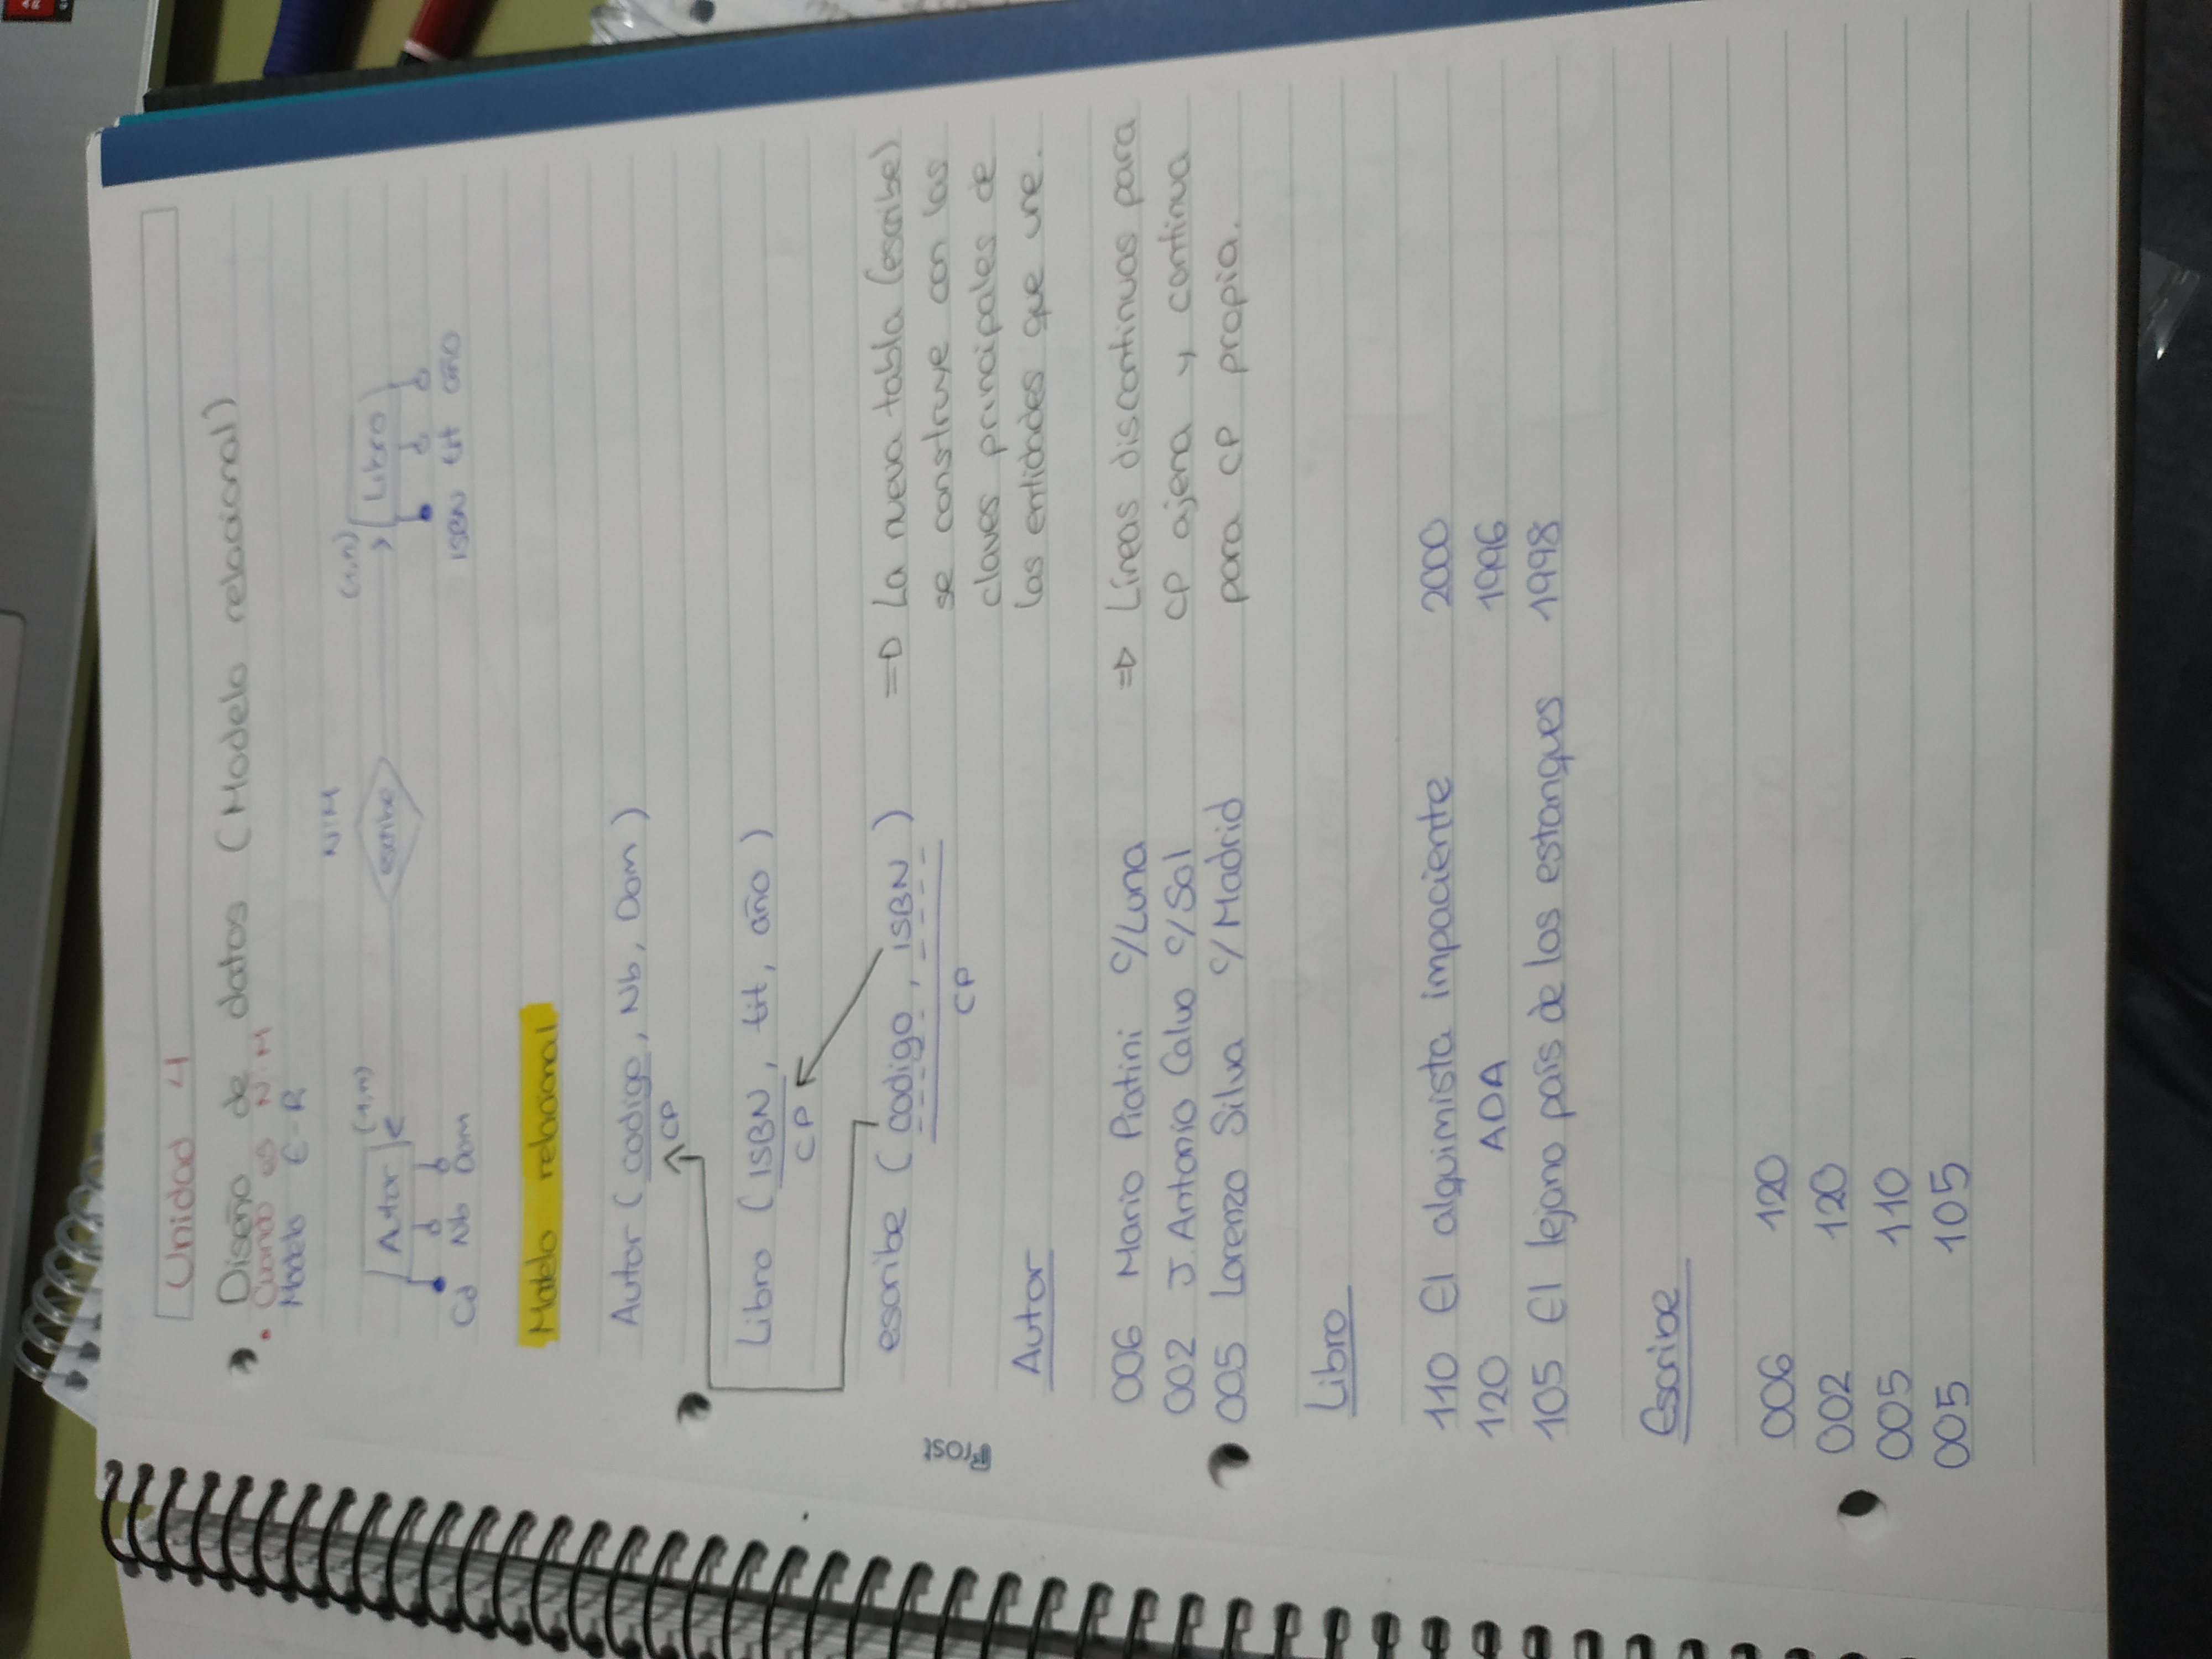 Unidad 4
Diseño de datos (Modelo relacional)
• Cuando es N:M
Modelo E-R
N:M
(1,n)
(1,n)
Autor
escribe
Libro
Cd Nb Dom
ISBN tit año
Modelo relacional
Autor ( codigo, Nb, Dom )
CP
Libro ( ISBN, tit, año )
CP
escribe ( codigo, ISBN )
CP
=> La nueva tabla (escribe)
se construye con las
claves principales de
las entidades que une.
Autor
006 Mario Piatini C/Luna
002 J. Antonio Calvo C/Sol
005 Lorenzo Silva C/Madrid
=> Líneas discontinuas para
CP ajena y continua
para CP propia.
Prost
Libro
110 El alquimista impaciente 2000
120 ADA 1996
105 El lejano país de los estanques 1998
Escribe
006 120
002 120
005 110
005 105